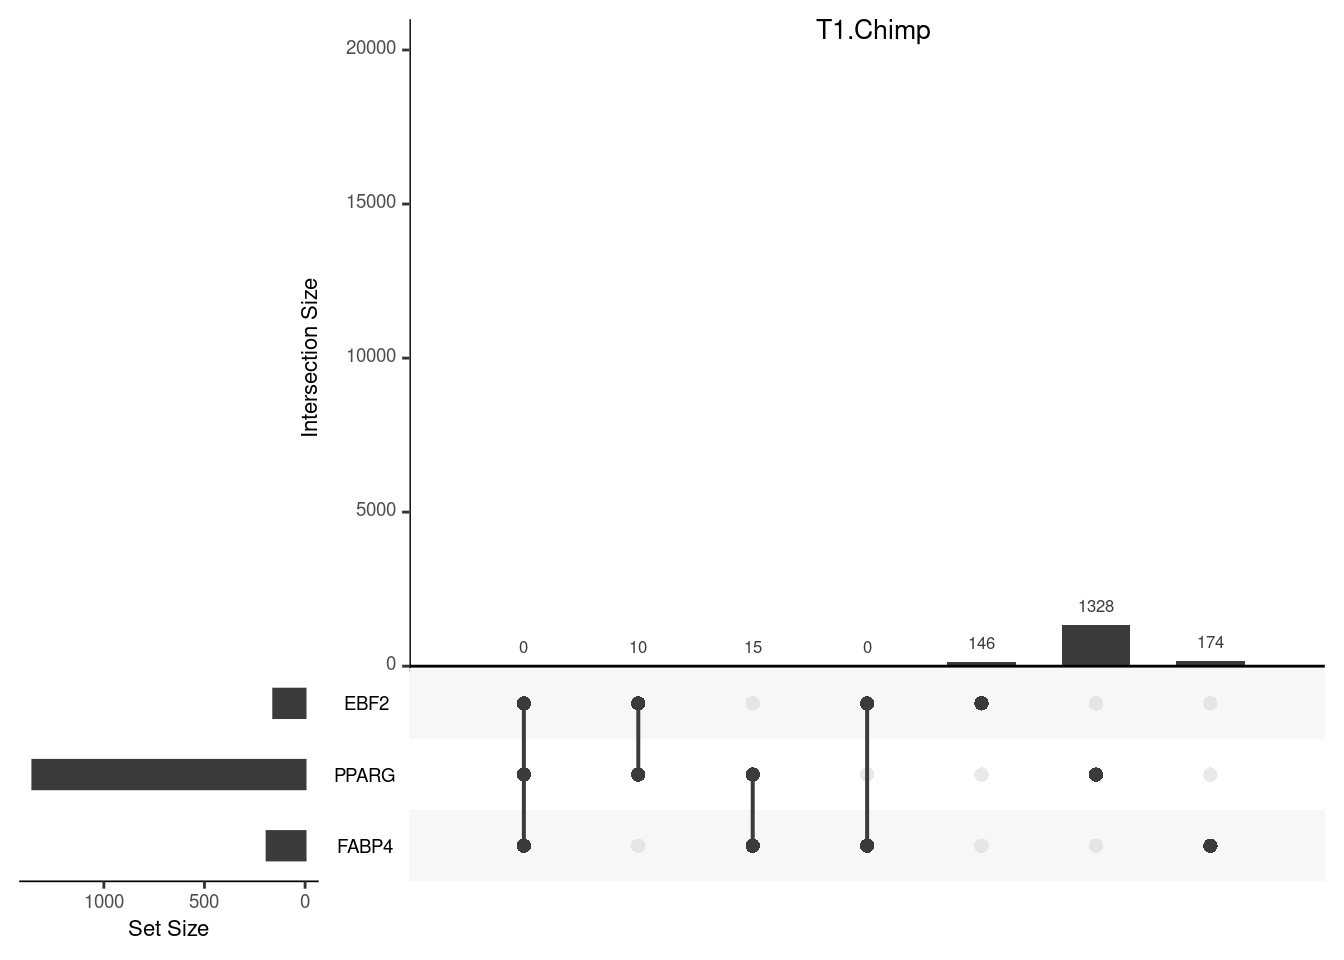 T1.Chimp
20000
15000
10000
5000
0
Intersection Size
0 10 15 0 146 1328 174
EBF2
PPARG
FABP4
1000 500 0
Set Size